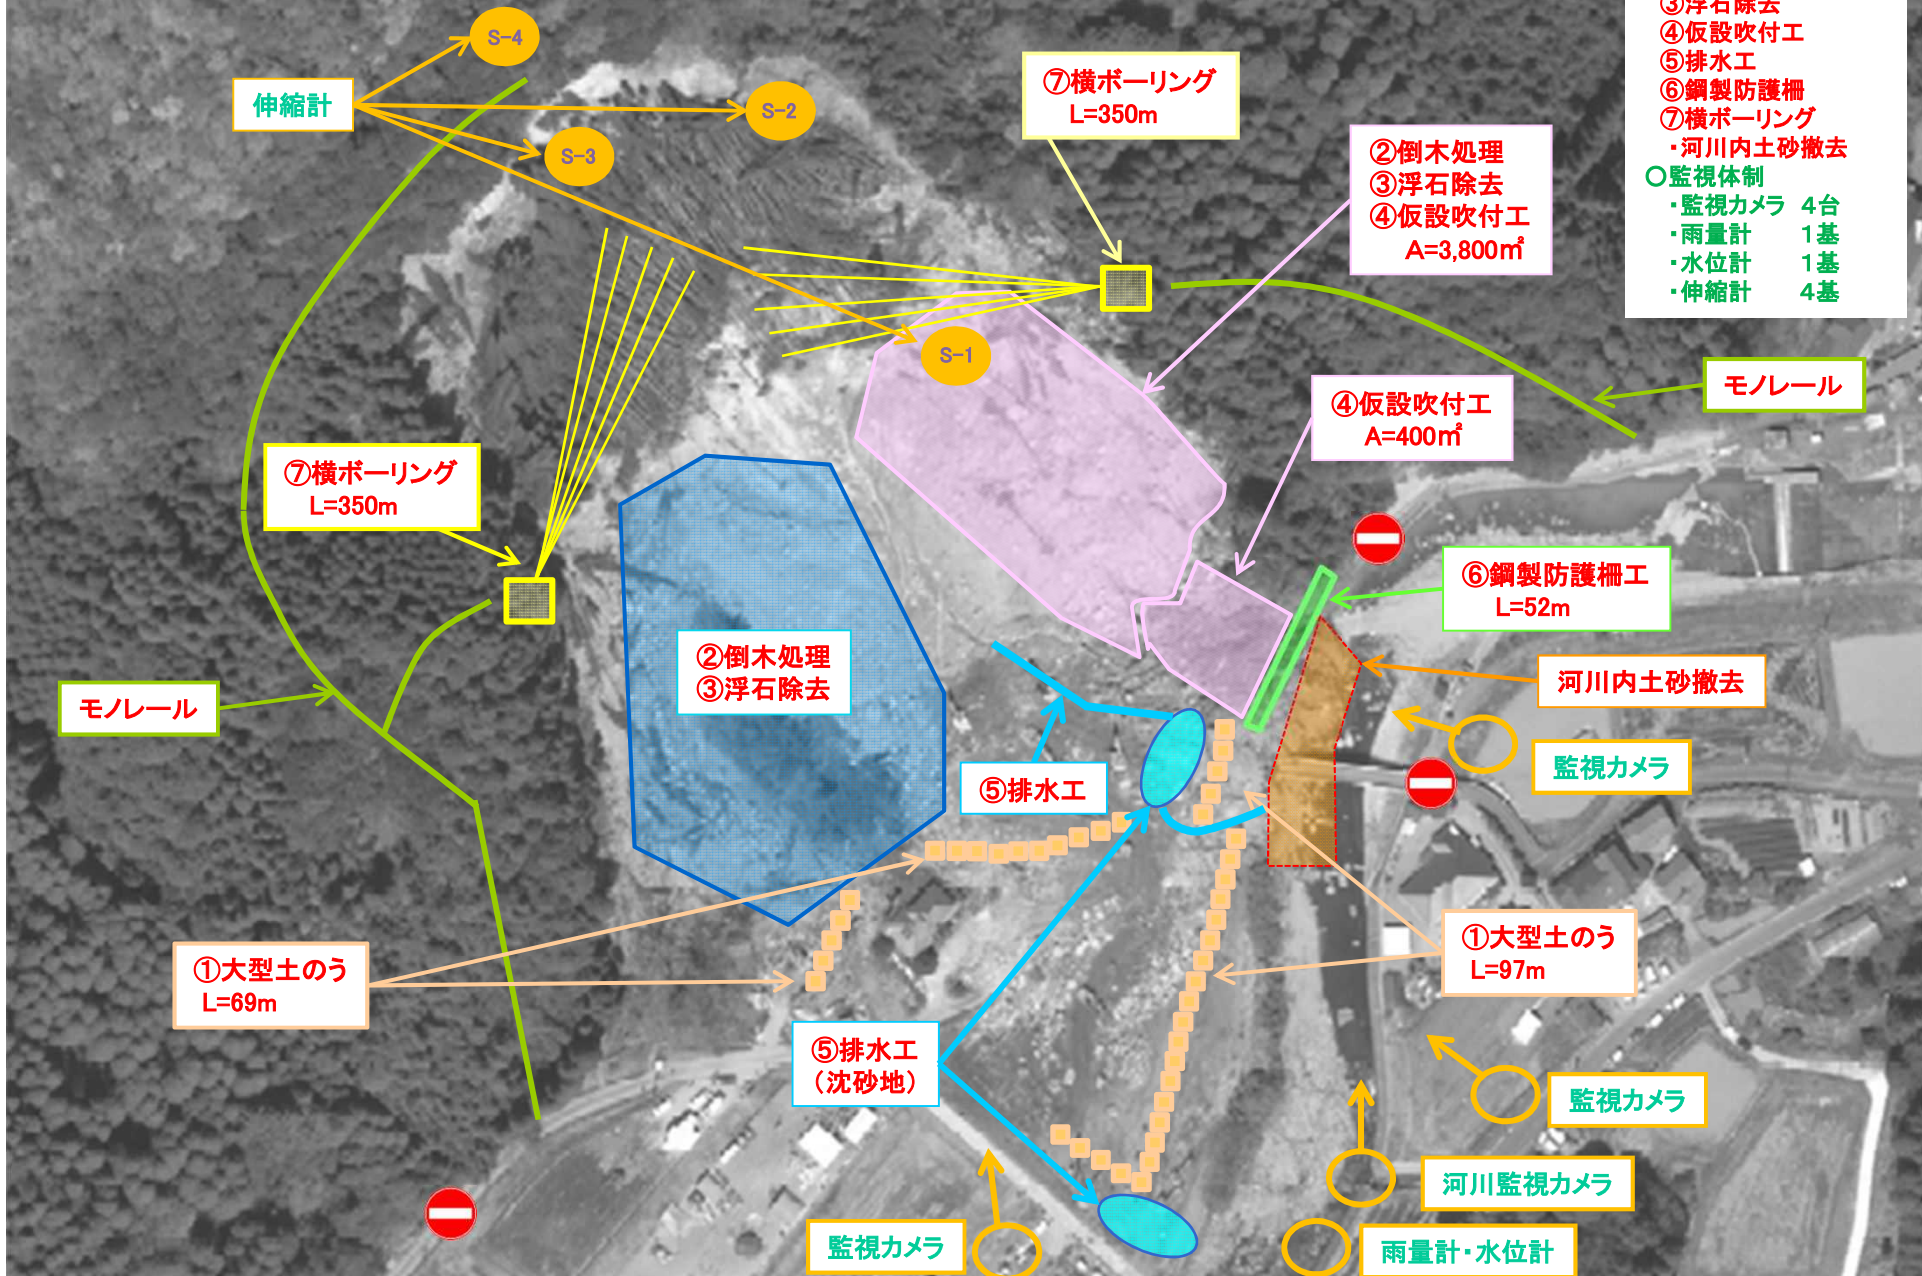 ③浮石除去
④仮設吹付工
⑤排水工
⑥鋼製防護柵
⑦横ボーリング
・河川内土砂撤去
○監視体制
・監視カメラ 4台
・雨量計 1基
・水位計 1基
・伸縮計 4基
S-4
伸縮計
S-2
S-3
⑦横ボーリング
L=350m
②倒木処理
③浮石除去
④仮設吹付工
A=3,800㎡
S-1
モノレール
④仮設吹付工
A=400㎡
⑦横ボーリング
L=350m
⑥鋼製防護柵工
L=52m
②倒木処理
③浮石除去
河川内土砂撤去
モノレール
監視カメラ
⑤排水工
①大型土のう
L=97m
①大型土のう
L=69m
⑤排水工
（沈砂地）
監視カメラ
河川監視カメラ
監視カメラ
雨量計・水位計